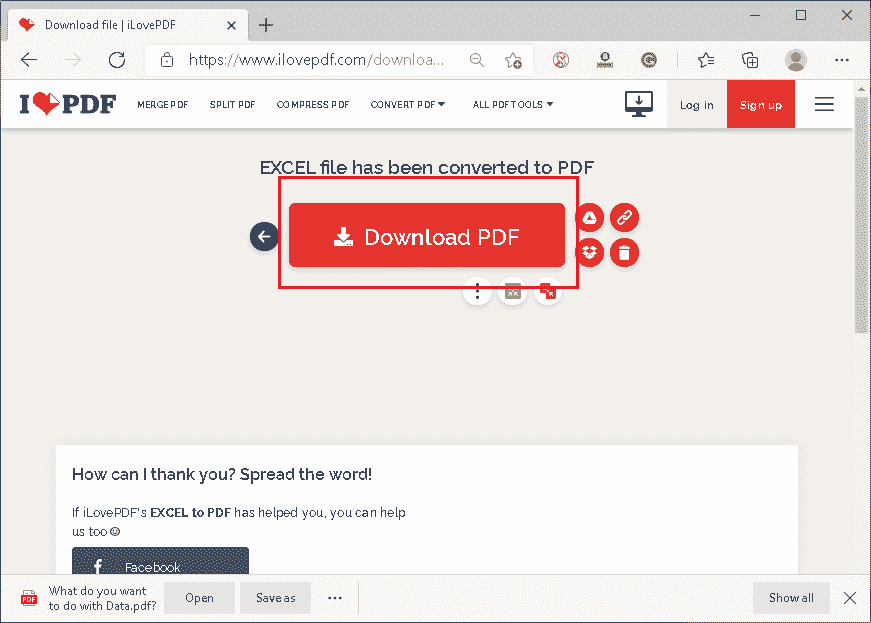 Download file | iLovePDF
https://www.ilovepdf.com/downloa...
I PDF
MERGE PDF
SPLIT PDF
COMPRESS PDF
CONVERT PDF
ALL PDF TOOLS
Log in
Sign up
EXCEL file has been converted to PDF
Download PDF
How can I thank you? Spread the word!
If iLovePDF's EXCEL to PDF has helped you, you can help
us too
Facebook
PDF
What do you want
to do with Data.pdf?
Open
Save as
Show all